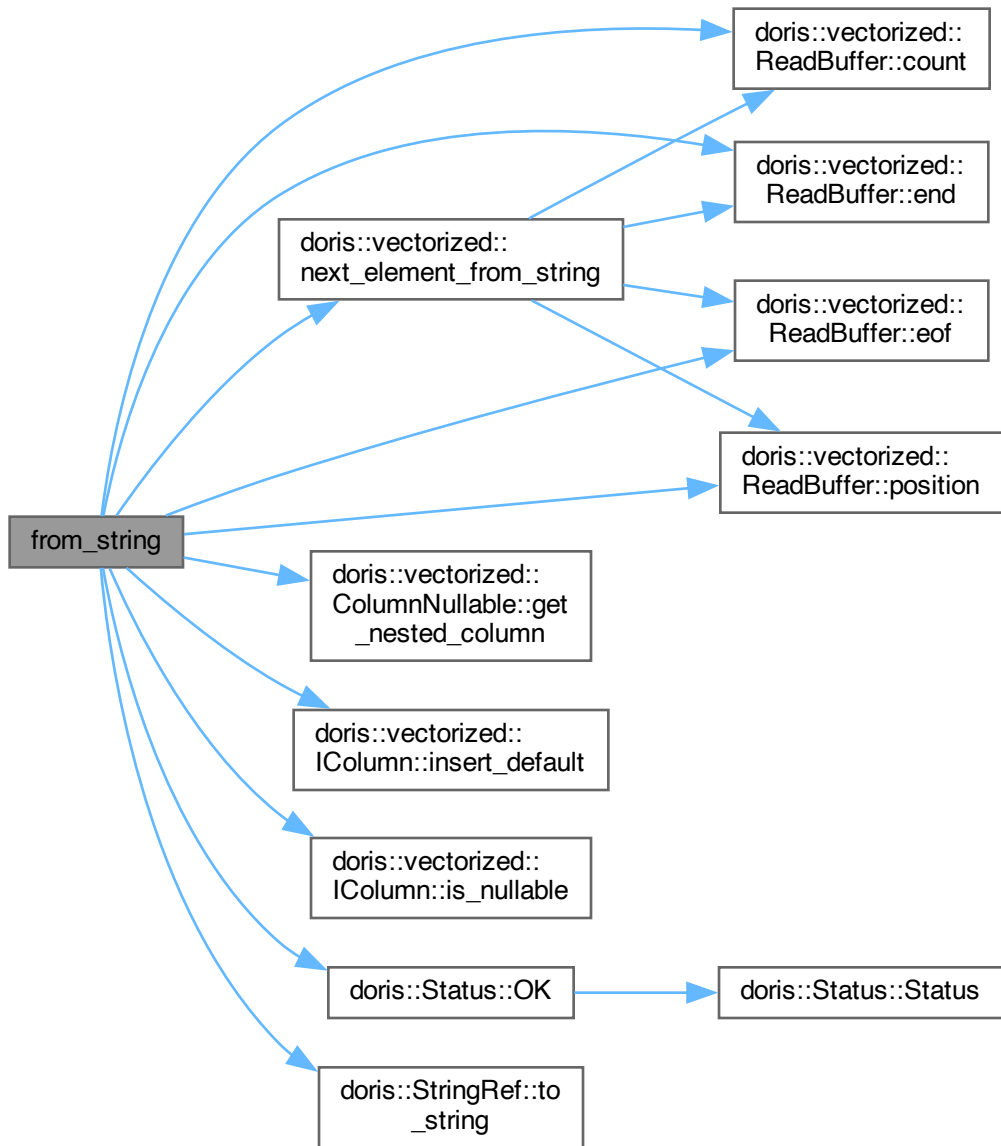 doris::vectorized::
ReadBuffer::count
doris::vectorized::
ReadBuffer::end
doris::vectorized::
next_element_from_string
doris::vectorized::
ReadBuffer::eof
doris::vectorized::
ReadBuffer::position
from_string
doris::vectorized::
ColumnNullable::get
_nested_column
doris::vectorized::
IColumn::insert_default
doris::vectorized::
IColumn::is_nullable
doris::Status::OK
doris::Status::Status
doris::StringRef::to
_string